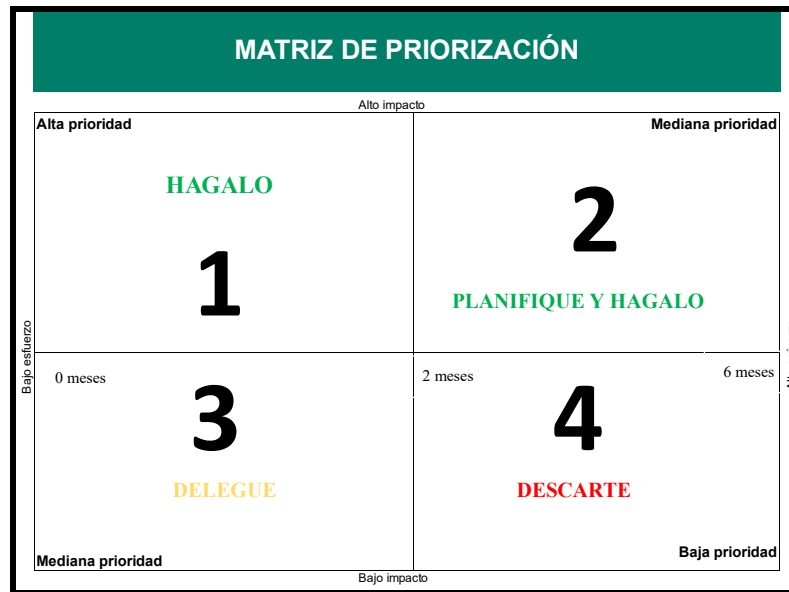 MATRIZ DE PRIORIZACIÓN
Alto impacto
Alta prioridad
Mediana prioridad
HAGALO
1
2
PLANIFIQUE Y HAGALO
Bajo esfuerzo
0 meses
2 meses
6 meses
3
4
DELEGUE
DESCARTE
Mediana prioridad
Baja prioridad
Bajo impacto